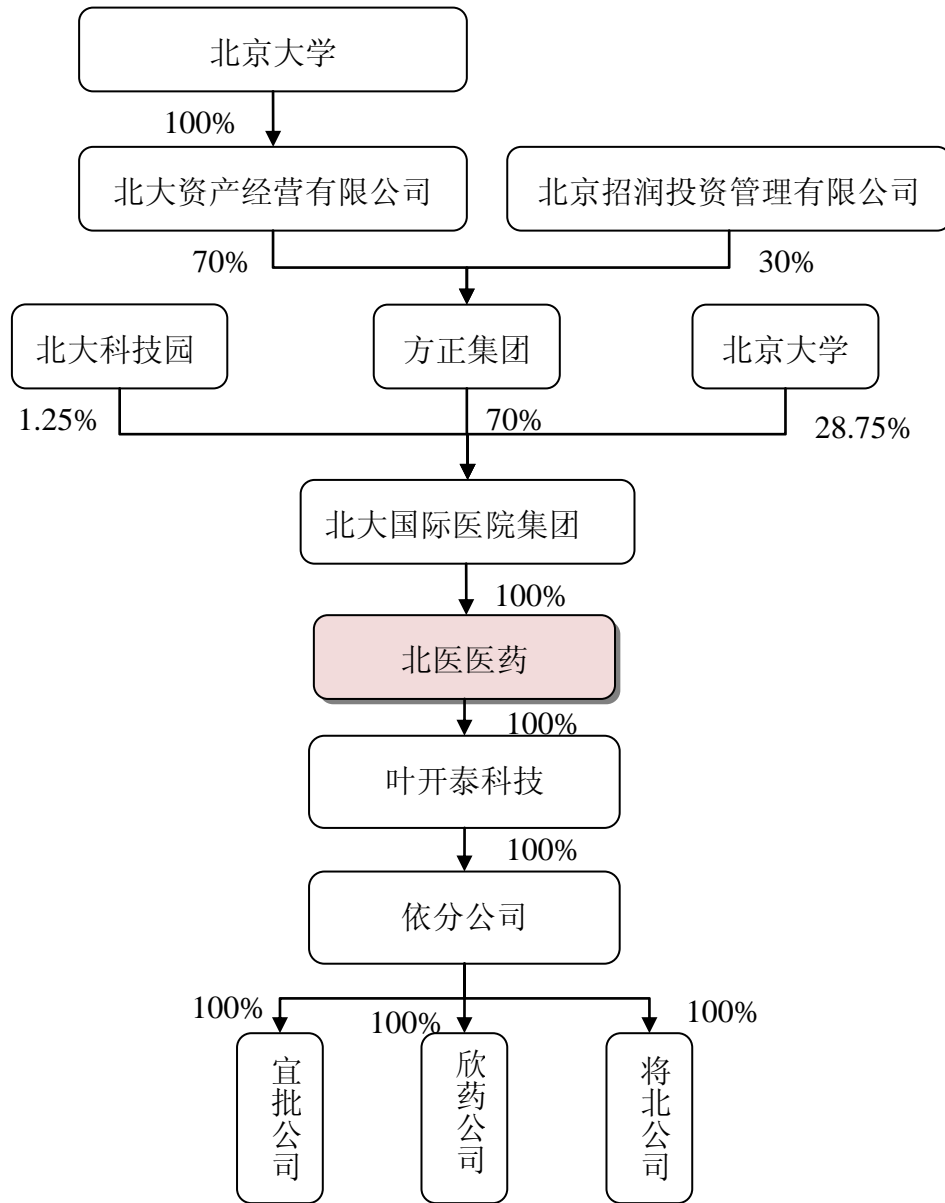 北京大学
100%
北大资产经营有限公司
北京招润投资管理有限公司
70%
30%
北大科技园
方正集团
北京大学
1.25%
70%
28.75%
北大国际医院集团
100%
北医医药
100%
叶开泰科技
100%
依分公司
100%
100%
100%
宜批公司
欣药公司
将北公司